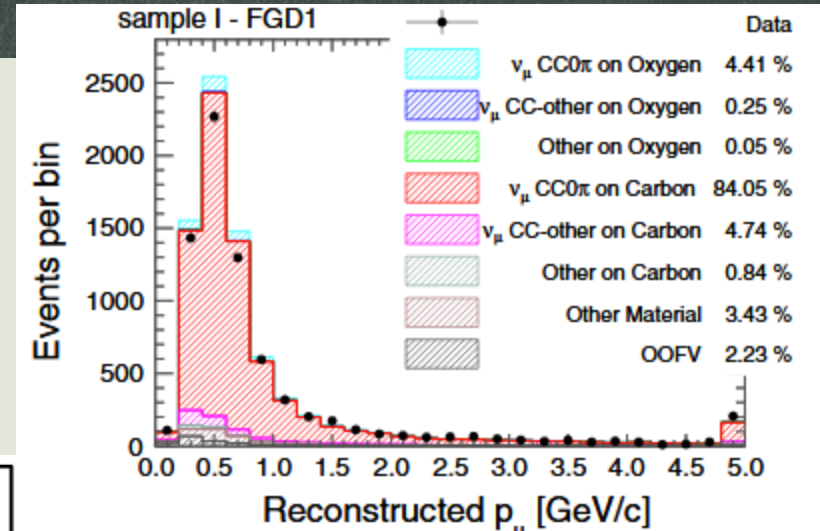 sample I - FGD1
Data
νμ CC0π on Oxygen 4.41 %
νμ CC-other on Oxygen 0.25 %
Other on Oxygen 0.05 %
νμ CC0π on Carbon 84.05 %
νμ CC-other on Carbon 4.74 %
Other on Carbon 0.84 %
Other Material 3.43 %
OOFV 2.23 %
Events per bin
2500
2000
1500
1000
500
0
0.0 0.5 1.0 1.5 2.0 2.5 3.0 3.5 4.0 4.5 5.0
Reconstructed pμ [GeV/c]